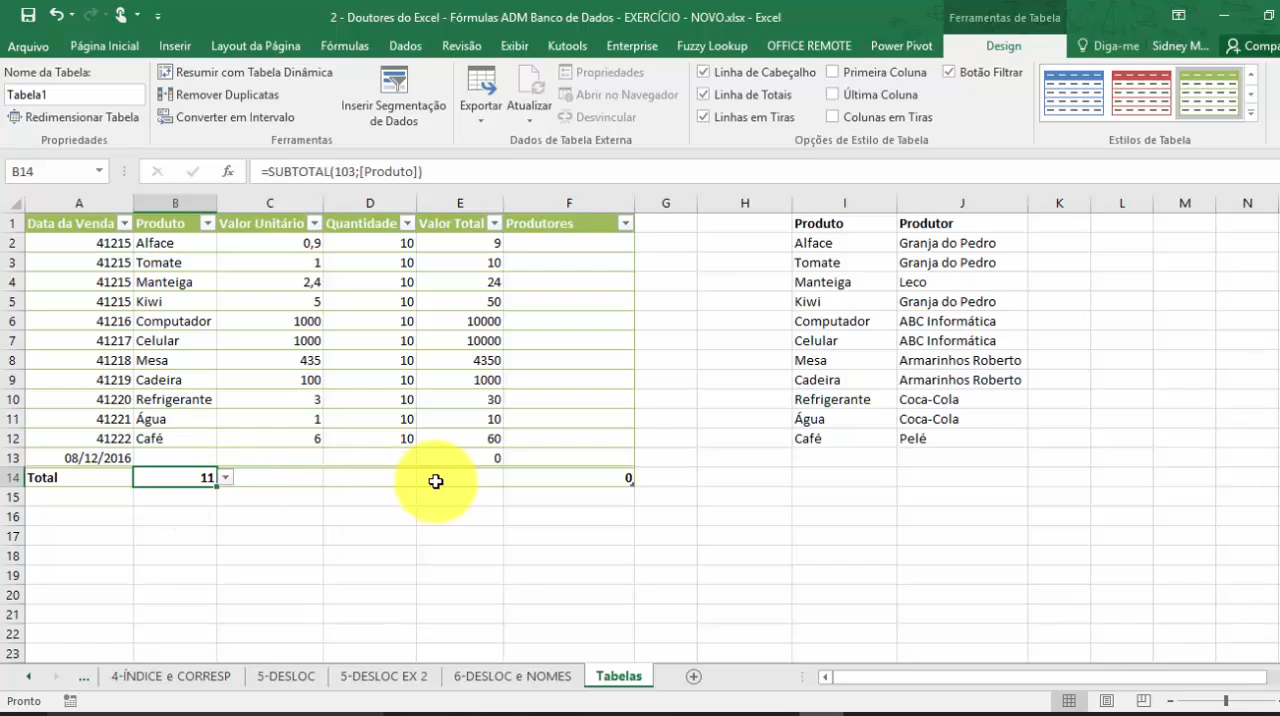 2 - Doutores do Excel - Fórmulas ADM Banco de Dados - EXERCÍCIO - NOVO.xlsx - Excel
Ferramentas de Tabela
Arquivo Página Inicial Inserir Layout da Página Fórmulas Dados Revisão Exibir Kutools Enterprise Fuzzy Lookup OFFICE REMOTE Power Pivot Design Diga-me Sidney M...
Nome da Tabela:
Tabela1
Redimensionar Tabela
Propriedades
Resumir com Tabela Dinâmica
Remover Duplicatas
Converter em Intervalo
Inserir Segmentação
de Dados
Ferramentas
Exportar Atualizar
Propriedades
Abrir no Navegador
Desvincular
Dados de Tabela Externa
Linha de Cabeçalho Primeira Coluna Botão Filtrar
Linha de Totais Última Coluna
Linhas em Tiras Colunas em Tiras
Opções de Estilo de Tabela
Estilos de Tabela
B14 fx =SUBTOTAL(103;[Produto])
A B C D E F G H I J K L M N
1 Data da Venda Produto Valor Unitário Quantidade Valor Total Produtores Produto Produtor
2 41215 Alface 0,9 10 9 Alface Granja do Pedro
3 41215 Tomate 1 10 10 Tomate Granja do Pedro
4 41215 Manteiga 2,4 10 24 Manteiga Leco
5 41215 Kiwi 5 10 50 Kiwi Granja do Pedro
6 41216 Computador 1000 10 10000 Computador ABC Informática
7 41217 Celular 1000 10 10000 Celular ABC Informática
8 41218 Mesa 435 10 4350 Mesa Armarinhos Roberto
9 41219 Cadeira 100 10 1000 Cadeira Armarinhos Roberto
10 41220 Refrigerante 3 10 30 Refrigerante Coca-Cola
11 41221 Água 1 10 10 Água Coca-Cola
12 41222 Café 6 10 60 Café Pelé
13 08/12/2016 0
14 Total 11 0
15
16
17
18
19
20
21
22
23
... 4-ÍNDICE e CORRESP 5-DESLOC 5-DESLOC EX 2 6-DESLOC e NOMES Tabelas
Pronto